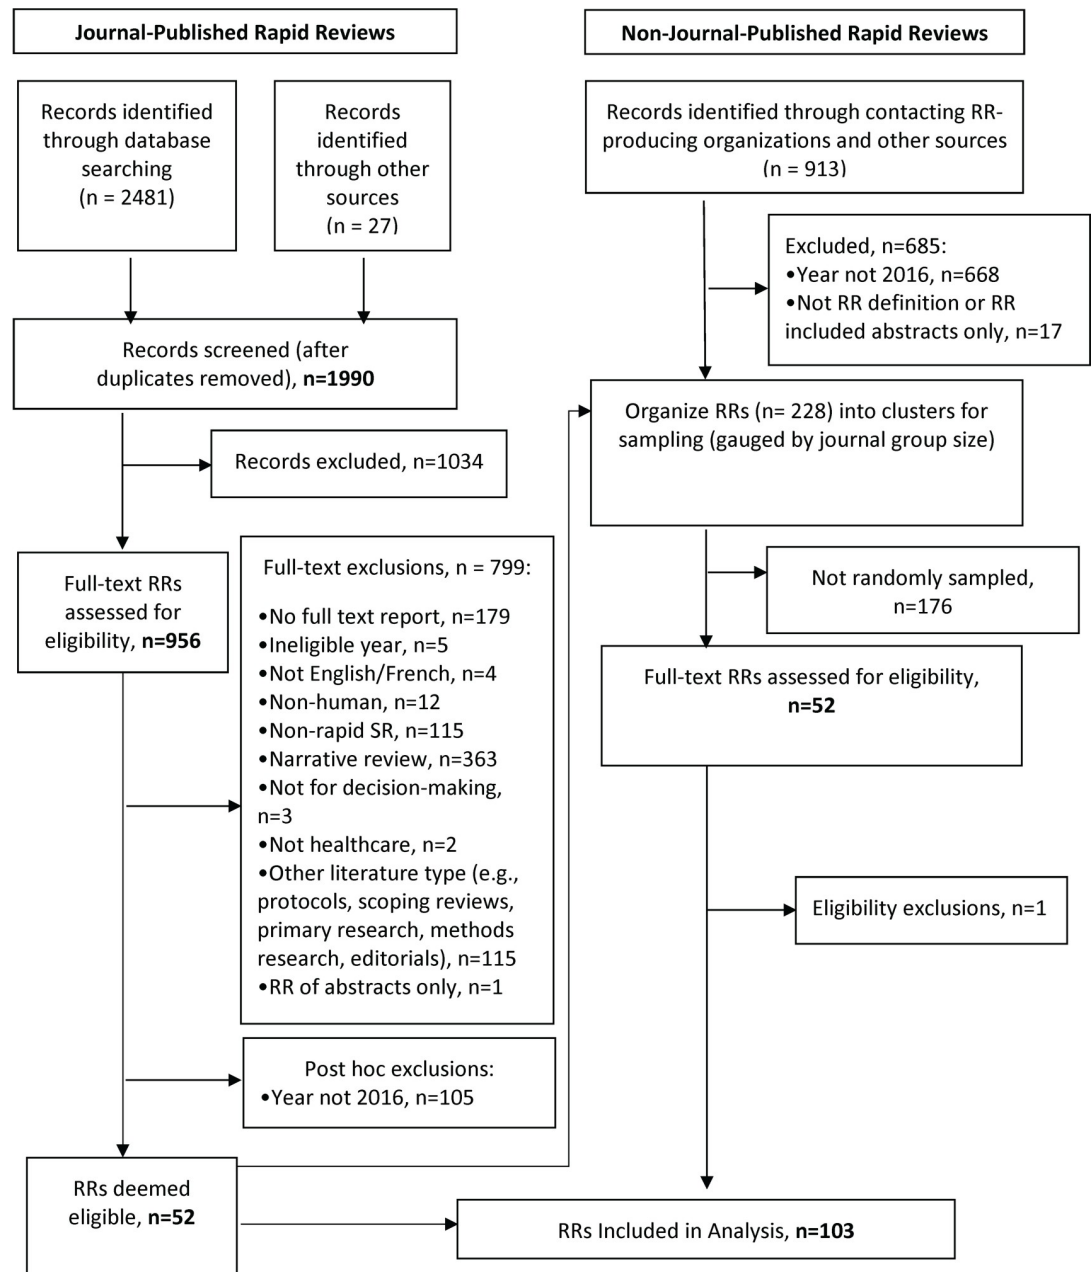 Journal-Published Rapid Reviews
Records identified
through database
searching
(n = 2481)
Records
identified
through other
sources
(n = 27)
Records screened (after
duplicates removed), n=1990
Records excluded, n=1034
Full-text RRs
assessed for
eligibility, n=956
Full-text exclusions, n = 799:
•No full text report, n=179
•Ineligible year, n=5
•Not English/French, n=4
•Non-human, n=12
•Non-rapid SR, n=115
•Narrative review, n=363
•Not for decision-making,
n=3
•Not healthcare, n=2
•Other literature type (e.g.,
protocols, scoping reviews,
primary research, methods
research, editorials), n=115
•RR of abstracts only, n=1
Post hoc exclusions:
•Year not 2016, n=105
RRs deemed
eligible, n=52
Non-Journal-Published Rapid Reviews
Records identified through contacting RR-
producing organizations and other sources
(n = 913)
Excluded, n=685:
•Year not 2016, n=668
•Not RR definition or RR
included abstracts only, n=17
Organize RRs (n= 228) into clusters for
sampling (gauged by journal group size)
Not randomly sampled,
n=176
Full-text RRs assessed for eligibility,
n=52
Eligibility exclusions, n=1
RRs Included in Analysis, n=103